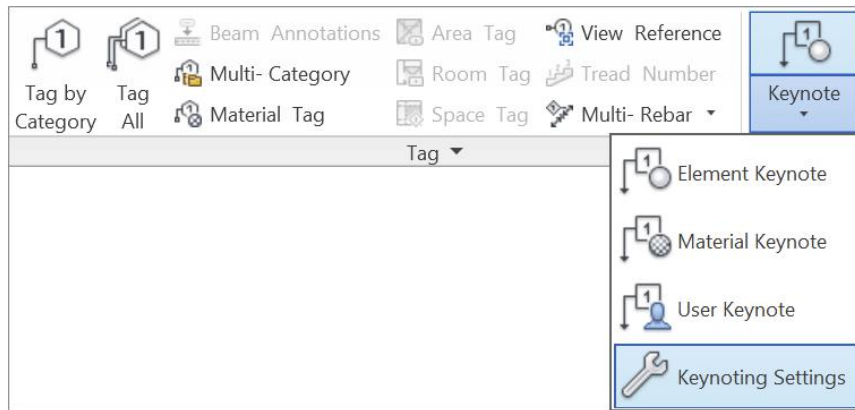 Tag by
Category
Tag
All
Beam Annotations
Multi- Category
Material Tag
Area Tag
Room Tag
Space Tag
View Reference
Tread Number
Multi- Rebar
Keynote
Tag
Element Keynote
Material Keynote
User Keynote
Keynoting Settings